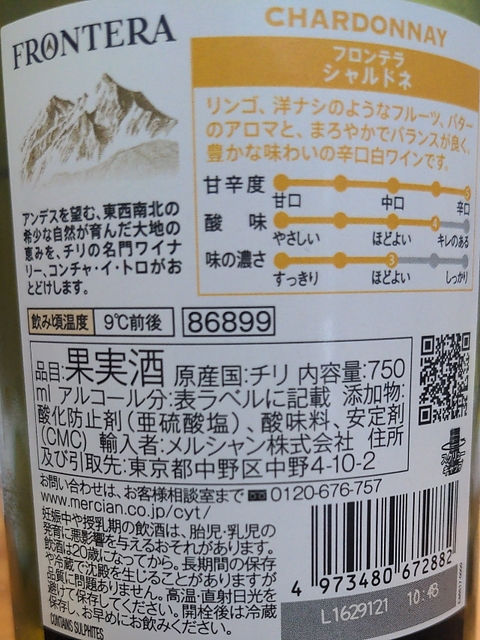 FRONTERA
アンデスを望む、東西南北の
希少な自然が育んだ大地の
恵みを、チリの名門ワイナ
リー、コンチャ・イ・トロがお
とどけします。
CHARDONNAY
フロンテラ
シャルドネ
リンゴ、洋ナシのようなフルーツ、バター
のアロマと、まろやかでバランスが良く、
豊かな味わいの辛口白ワインです。
甘辛度 5
甘口 中口 辛口
酸味 4
やさしい ほどよい キレのある
味の濃さ 3
すっきり ほどよい しっかり
飲み頃温度 9℃前後 86899
品目:果実酒 原産国:チリ 内容量:750
ml アルコール分:表ラベルに記載 添加物:
酸化防止剤(亜硫酸塩)、酸味料、安定剤
(CMC) 輸入者:メルシャン株式会社 住所
及び引取先:東京都中野区中野4-10-2
お問い合わせは、お客様相談室まで 0120-676-757
www.mercian.co.jp/cyt/
妊娠中や授乳期の飲酒は、胎児・乳児の
発育に悪影響を与えるおそれがあります。
飲酒は20歳になってから。長期間の保存
や冷蔵で沈殿を生じることがありますが
品質に問題ありません。高温・直射日光を
避けて保存してください。開栓後は冷蔵
保存し、お早めにお飲みください。
CONTAINS SULPHITES
4 973480 672882
L1629121 10:48